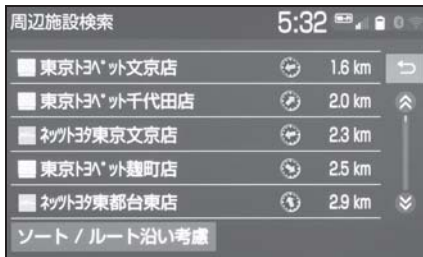 周辺施設検索 5:32
東京トヨペット文京店 1.6 km
東京トヨペット千代田店 2.0 km
ネッツトヨタ東京文京店 2.3 km
東京トヨペット麹町店 2.5 km
ネッツトヨタ東都台東店 2.9 km
ソート / ルート沿い考慮